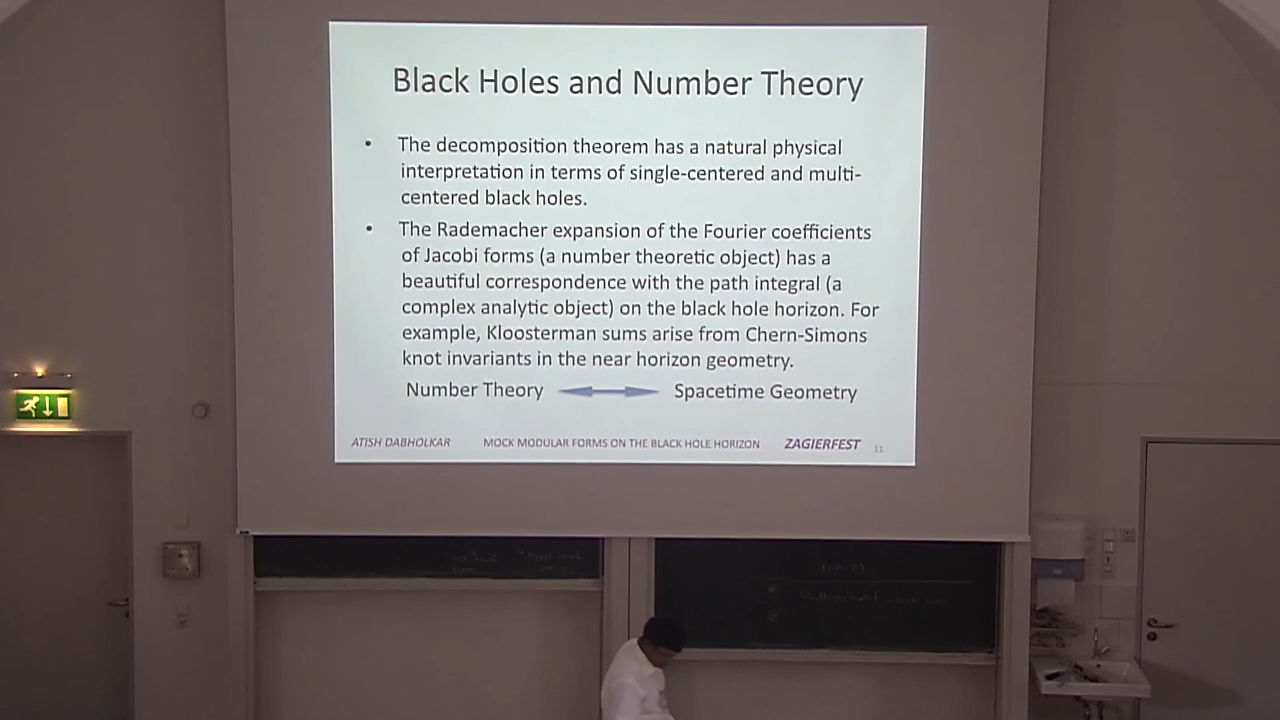 Black Holes and Number Theory
• The decomposition theorem has a natural physical
interpretation in terms of single-centered and multi-
centered black holes.
• The Rademacher expansion of the Fourier coefficients
of Jacobi forms (a number theoretic object) has a
beautiful correspondence with the path integral (a
complex analytic object) on the black hole horizon. For
example, Kloosterman sums arise from Chern-Simons
knot invariants in the near horizon geometry.
Number Theory Spacetime Geometry
ATISH DABHOLKAR MOCK MODULAR FORMS ON THE BLACK HOLE HORIZON ZAGIERFEST 11